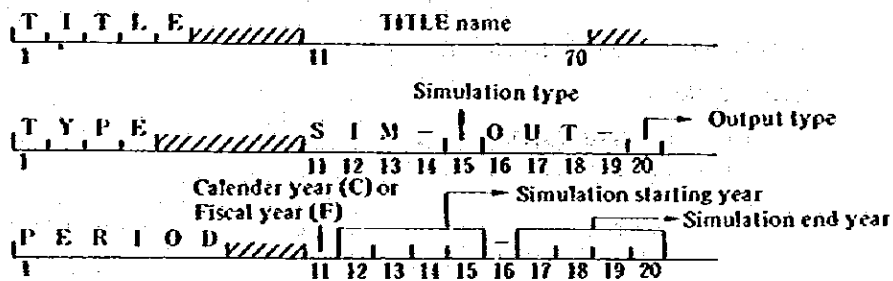 T I T L E TITLE name
1 11 70
Simulation type
T Y P E S I M - O U T - Output type
1 11 12 13 14 15 16 17 18 19 20
Calender year (C) or
Fiscal year (F)
Simulation starting year
Simulation end year
P E R I O D -
1 11 12 13 14 15 16 17 18 19 20